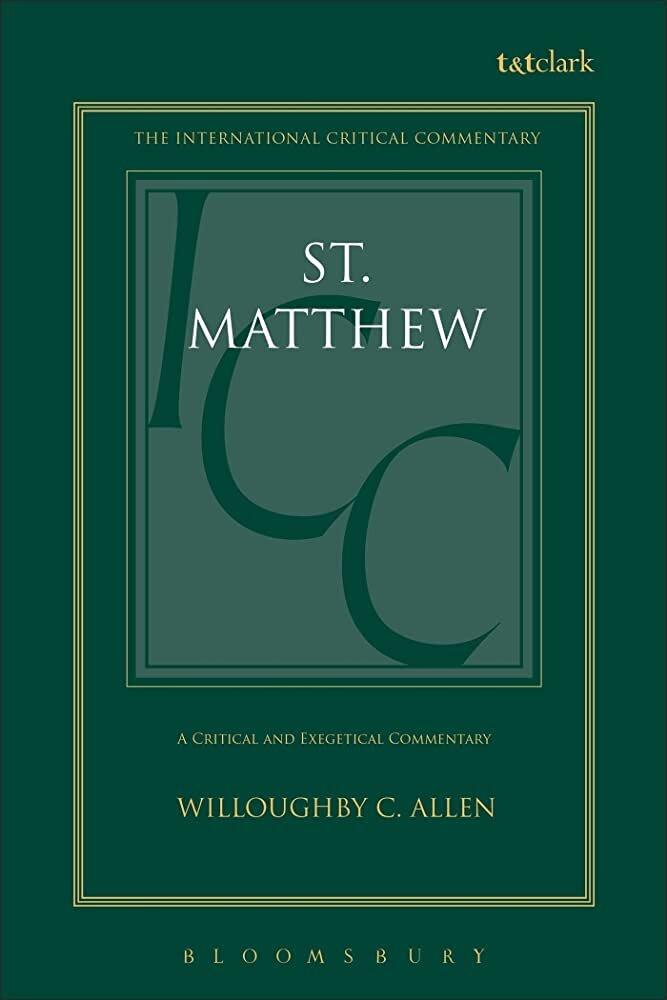 t&tclark
THE INTERNATIONAL CRITICAL COMMENTARY
ICC
ST.
MATTHEW
A CRITICAL AND EXEGETICAL COMMENTARY
WILLOUGHBY C. ALLEN
BLOOMSBURY